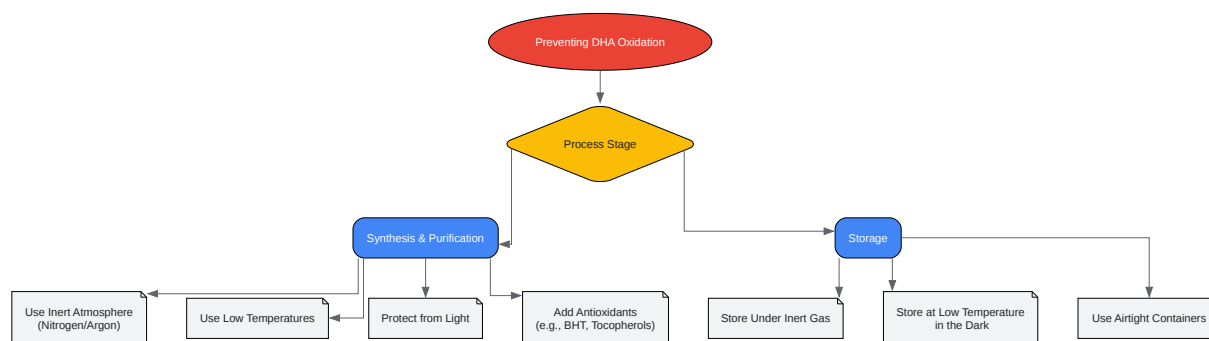 Preventing DHA Oxidation
Process Stage
Synthesis & Purification
Storage
Use Inert Atmosphere
(Nitrogen/Argon)
Use Low Temperatures
Protect from Light
Add Antioxidants
(e.g., BHT, Tocopherols)
Store Under Inert Gas
Store at Low Temperature
in the Dark
Use Airtight Containers